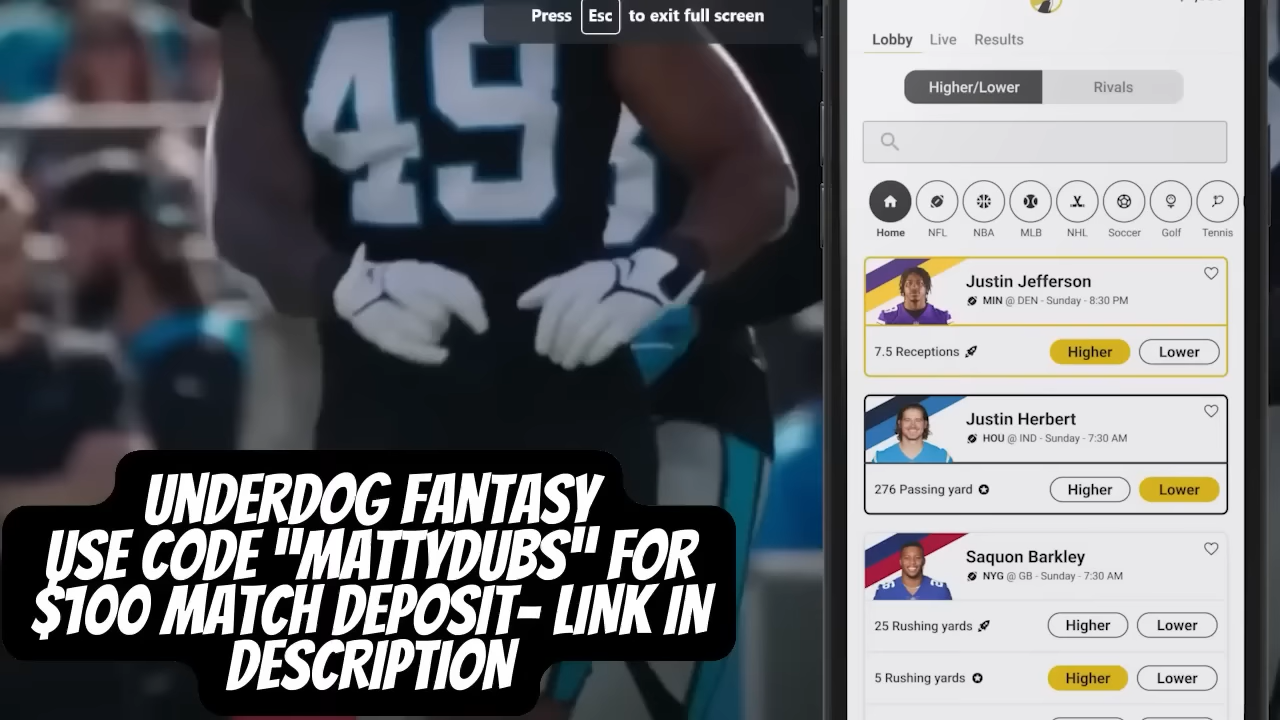 Press Esc to exit full screen
49
Lobby Live Results
Higher/Lower Rivals
Home NFL NBA MLB NHL Soccer Golf Tennis
Justin Jefferson
MIN @ DEN - Sunday - 8:30 PM
7.5 Receptions Higher Lower
Justin Herbert
HOU @ IND - Sunday - 7:30 AM
276 Passing yard Higher Lower
Saquon Barkley
NYG @ GB - Sunday - 7:30 AM
25 Rushing yards Higher Lower
5 Rushing yards Higher Lower
UNDERDOG FANTASY
USE CODE "MATTYDUBS" FOR
$100 MATCH DEPOSIT- LINK IN
DESCRIPTION